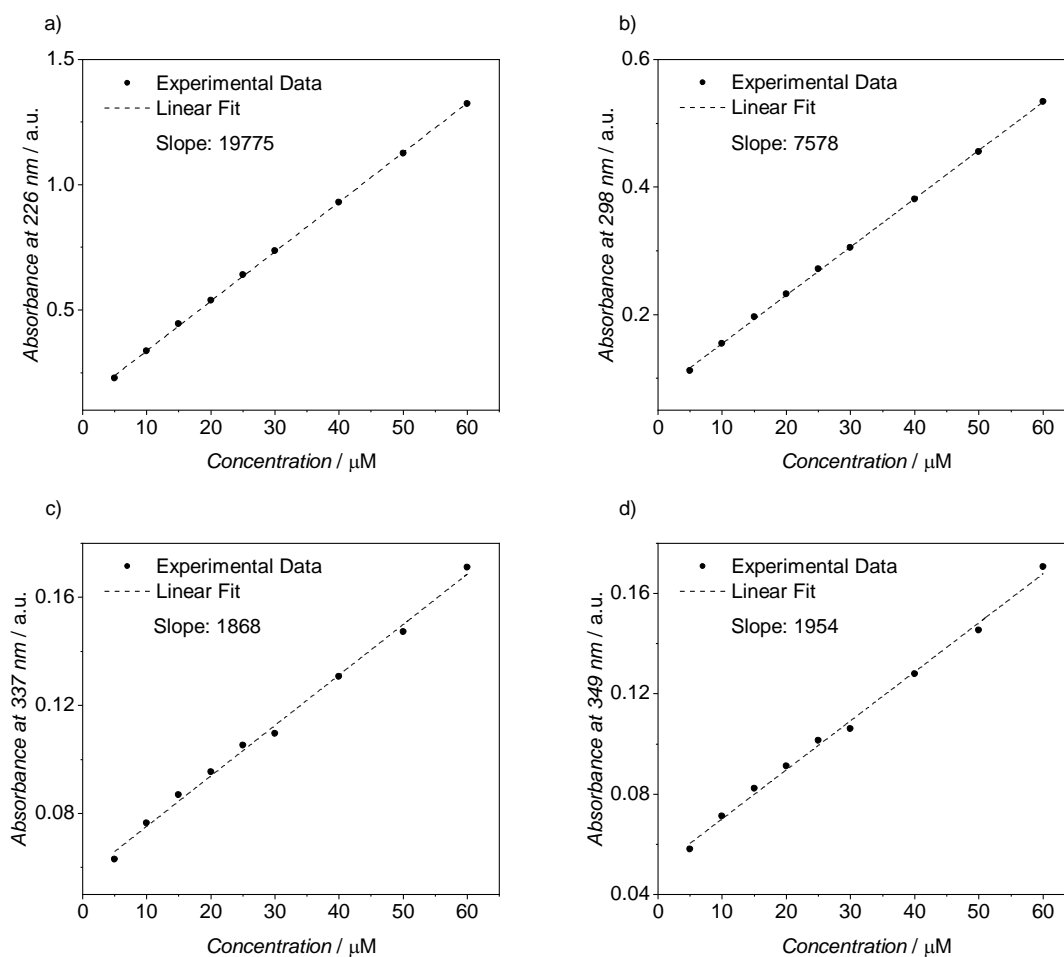 a)
Absorbance at 226 nm / a.u.
1.5
1.0
0.5
Experimental Data
Linear Fit
Slope: 19775
0 10 20 30 40 50 60
Concentration / μM
b)
Absorbance at 298 nm / a.u.
0.6
0.4
0.2
Experimental Data
Linear Fit
Slope: 7578
0 10 20 30 40 50 60
Concentration / μM
c)
Absorbance at 337 nm / a.u.
0.16
0.12
0.08
Experimental Data
Linear Fit
Slope: 1868
0 10 20 30 40 50 60
Concentration / μM
d)
Absorbance at 349 nm / a.u.
0.16
0.12
0.08
0.04
Experimental Data
Linear Fit
Slope: 1954
0 10 20 30 40 50 60
Concentration / μM